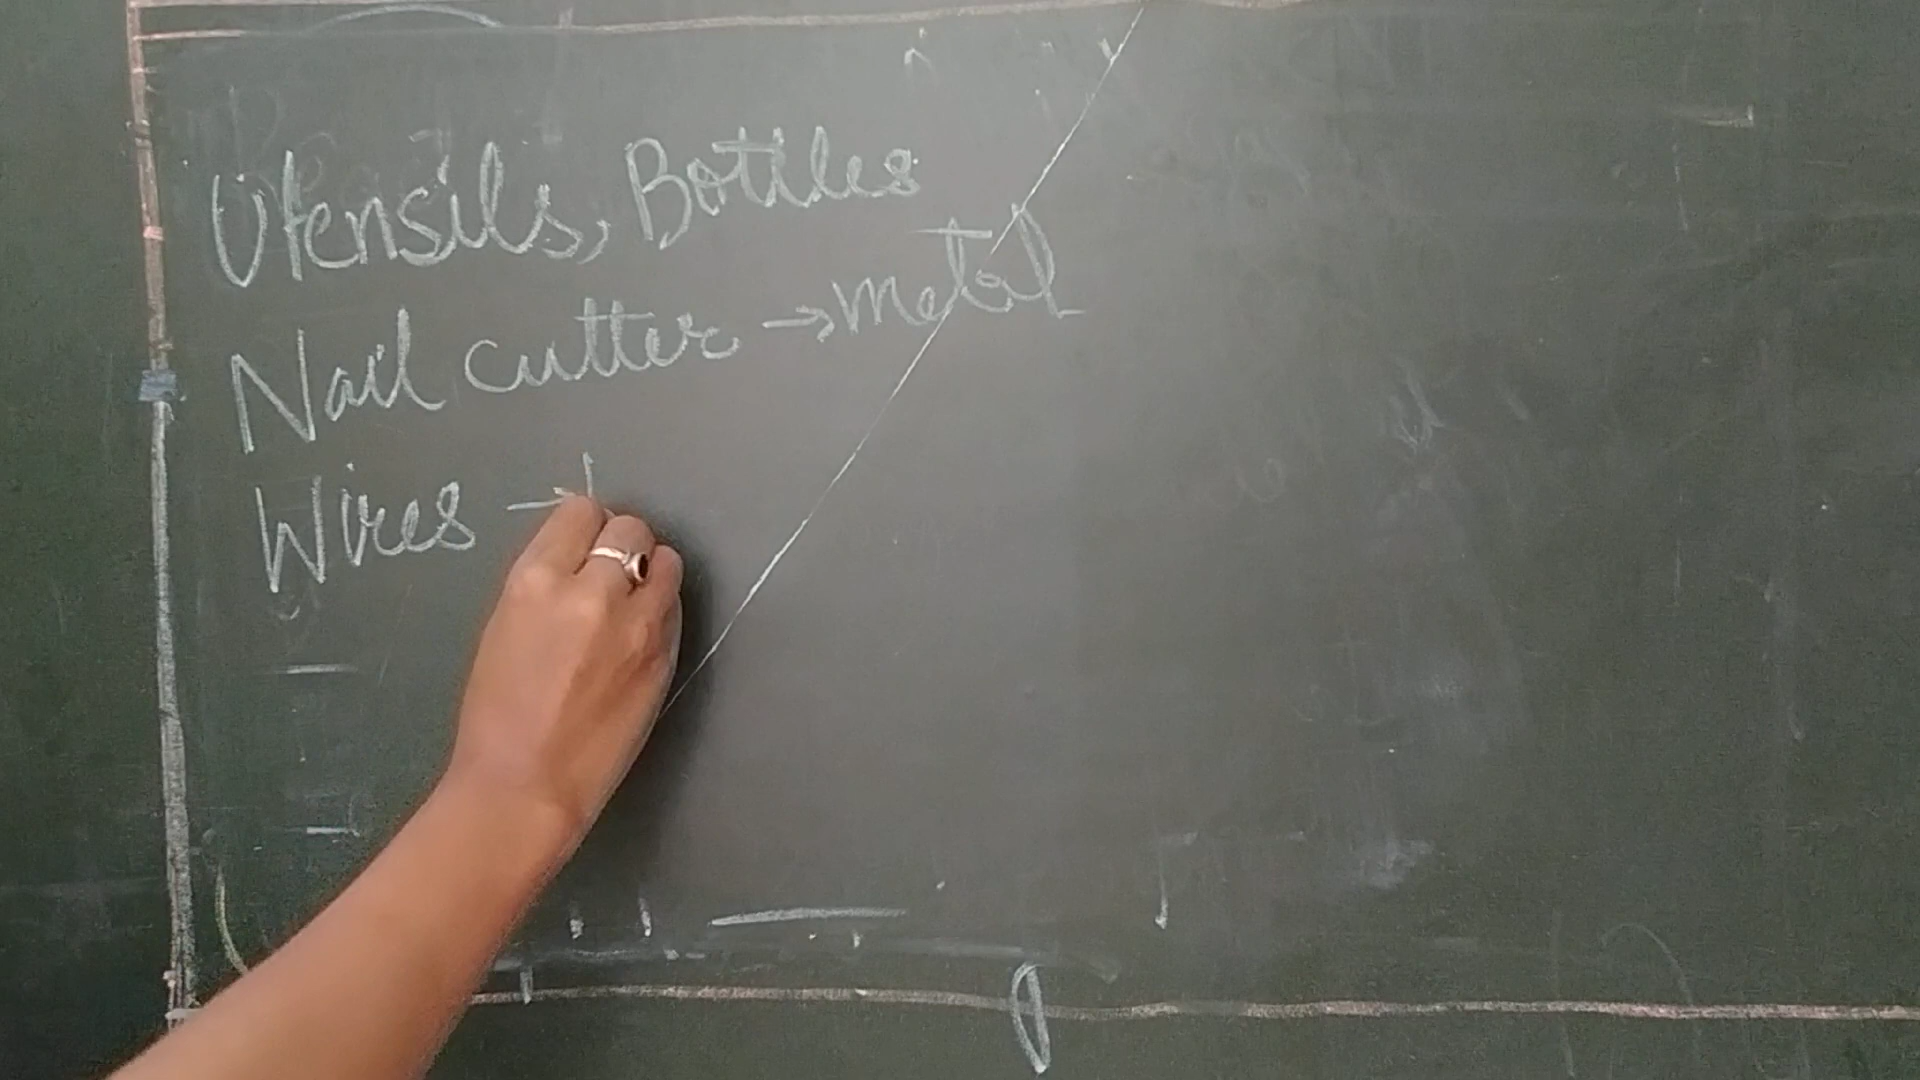 Utensils, Bottles
Nail cutter → metal
Wires →